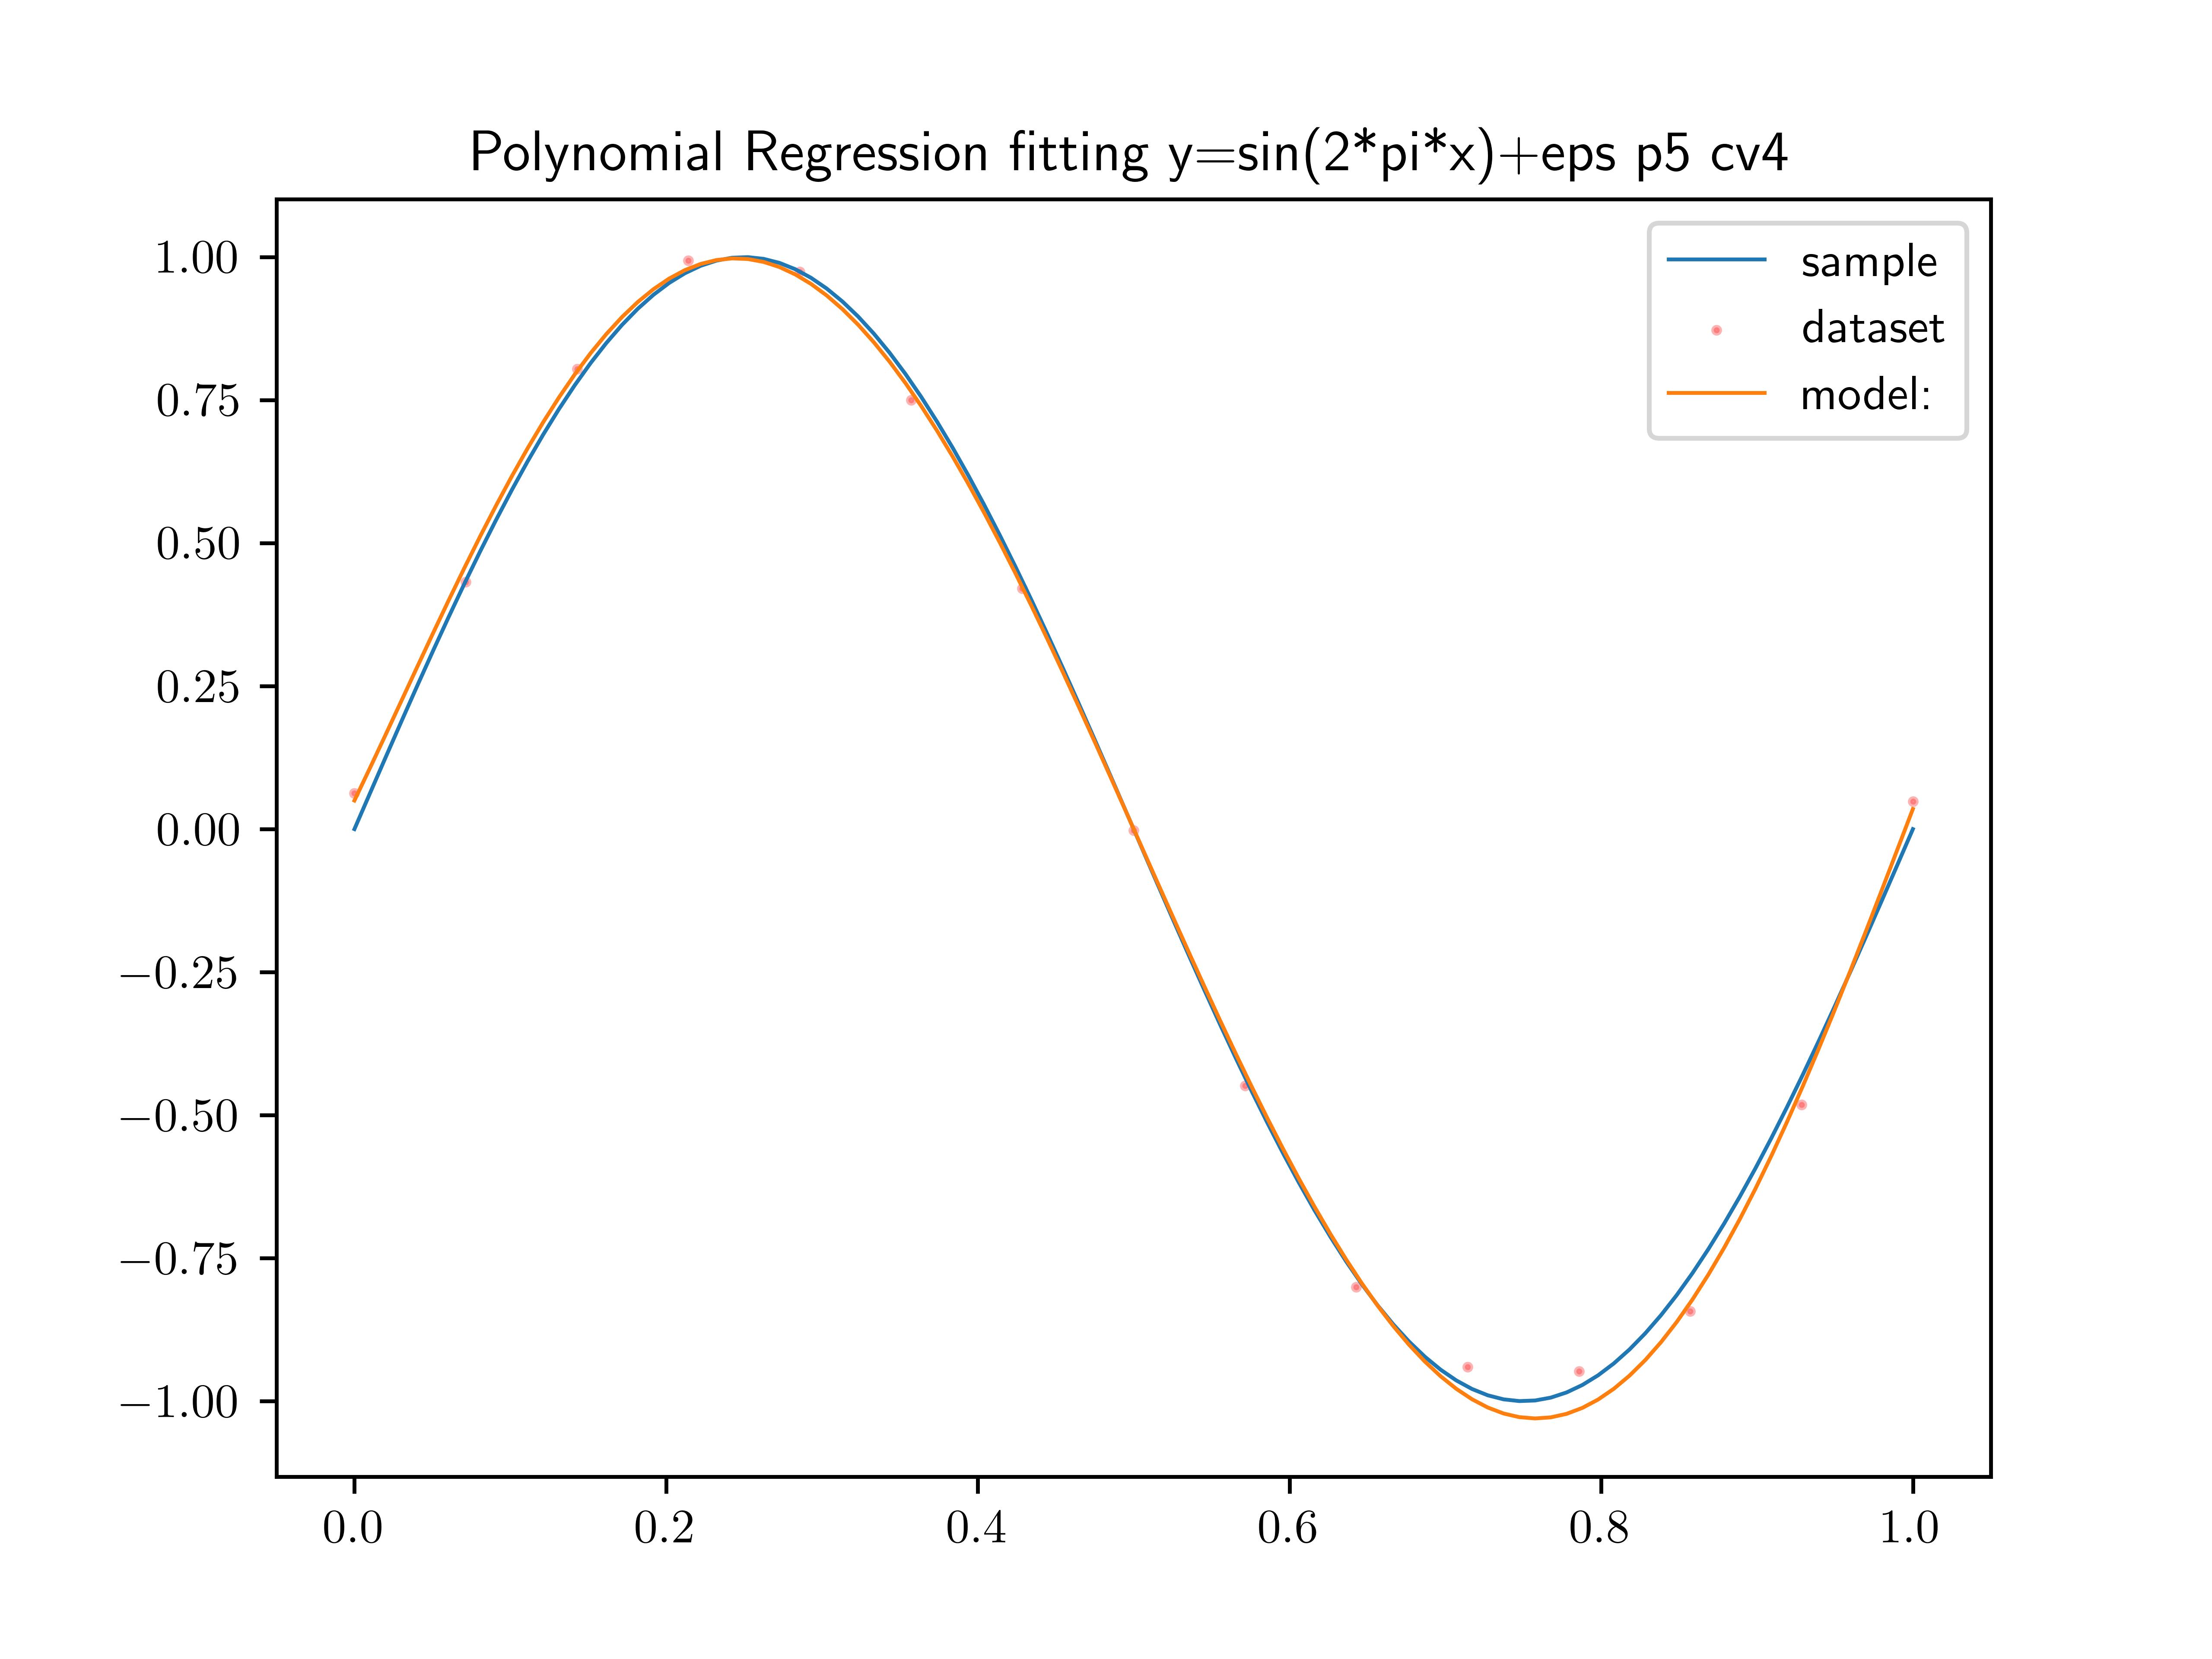 Polynomial Regression fitting y=sin(2*pi*x)+eps p5 cv4
sample
dataset
model:
1.00
0.75
0.50
0.25
0.00
−0.25
−0.50
−0.75
−1.00
0.0 0.2 0.4 0.6 0.8 1.0